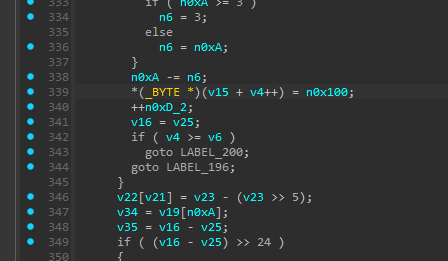 333 if ( n0xA >= 3 )
334 n6 = 3;
335 else
336 n6 = n0xA;
337 }
338 n0xA -= n6;
339 *(_BYTE *)(v15 + v4++) = n0x100;
340 ++n0xD_2;
341 v16 = v25;
342 if ( v4 >= v6 )
343 goto LABEL_200;
344 goto LABEL_196;
345 }
346 v22[v21] = v23 - (v23 >> 5);
347 v34 = v19[n0xA];
348 v35 = v16 - v25;
349 if ( (v16 - v25) >> 24 )
350 {